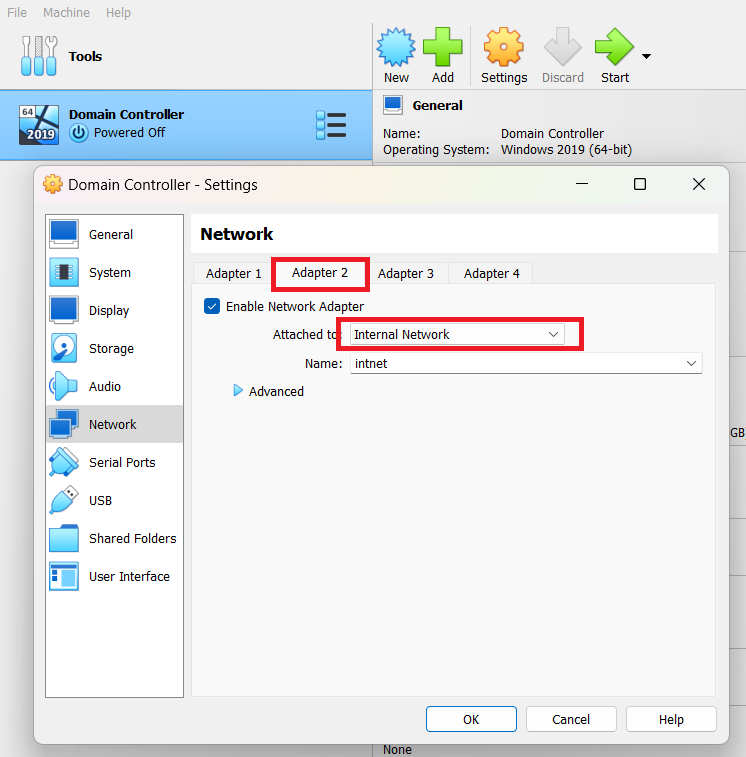 File Machine Help
Tools
New Add Settings Discard Start
64
2019
Domain Controller
Powered Off
General
Name: Domain Controller
Operating System: Windows 2019 (64-bit)
Domain Controller - Settings
General
System
Display
Storage
Audio
Network
Serial Ports
USB
Shared Folders
User Interface
Network
Adapter 1 Adapter 2 Adapter 3 Adapter 4
Enable Network Adapter
Attached to: Internal Network
Name: intnet
Advanced
GB
OK Cancel Help
None